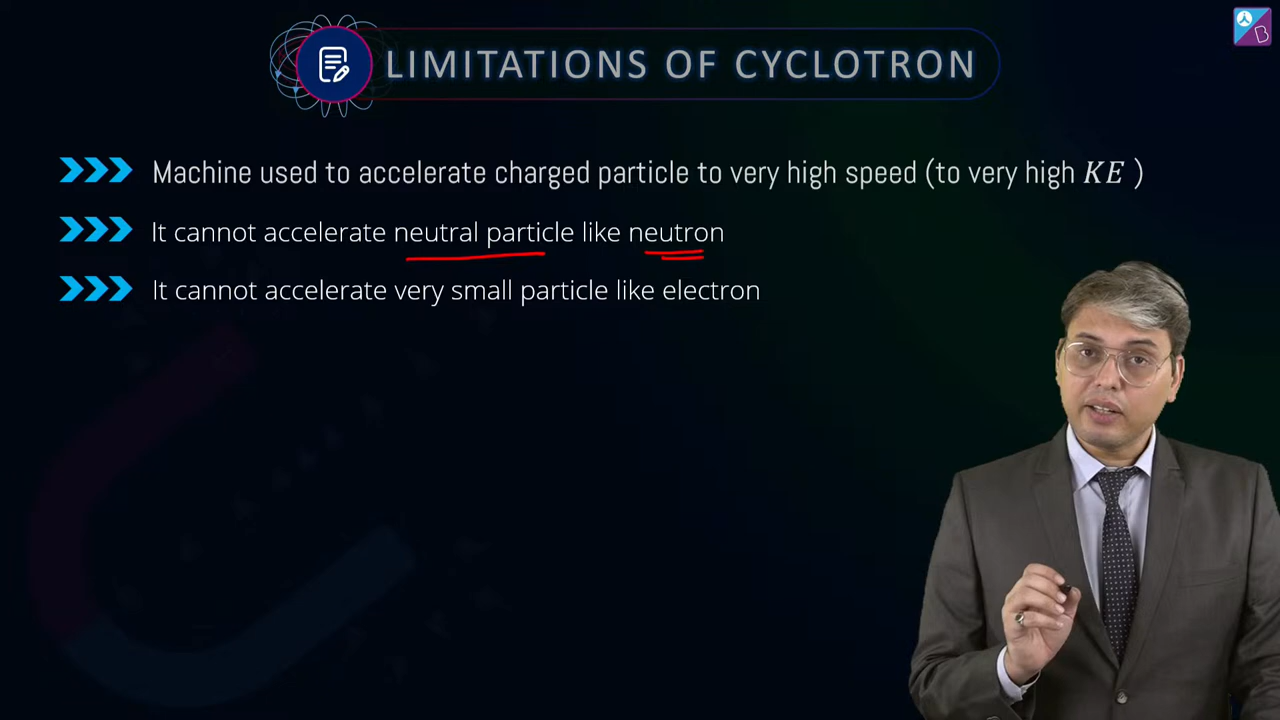 LIMITATIONS OF CYCLOTRON
Machine used to accelerate charged particle to very high speed (to very high KE )
It cannot accelerate neutral particle like neutron
It cannot accelerate very small particle like electron
B